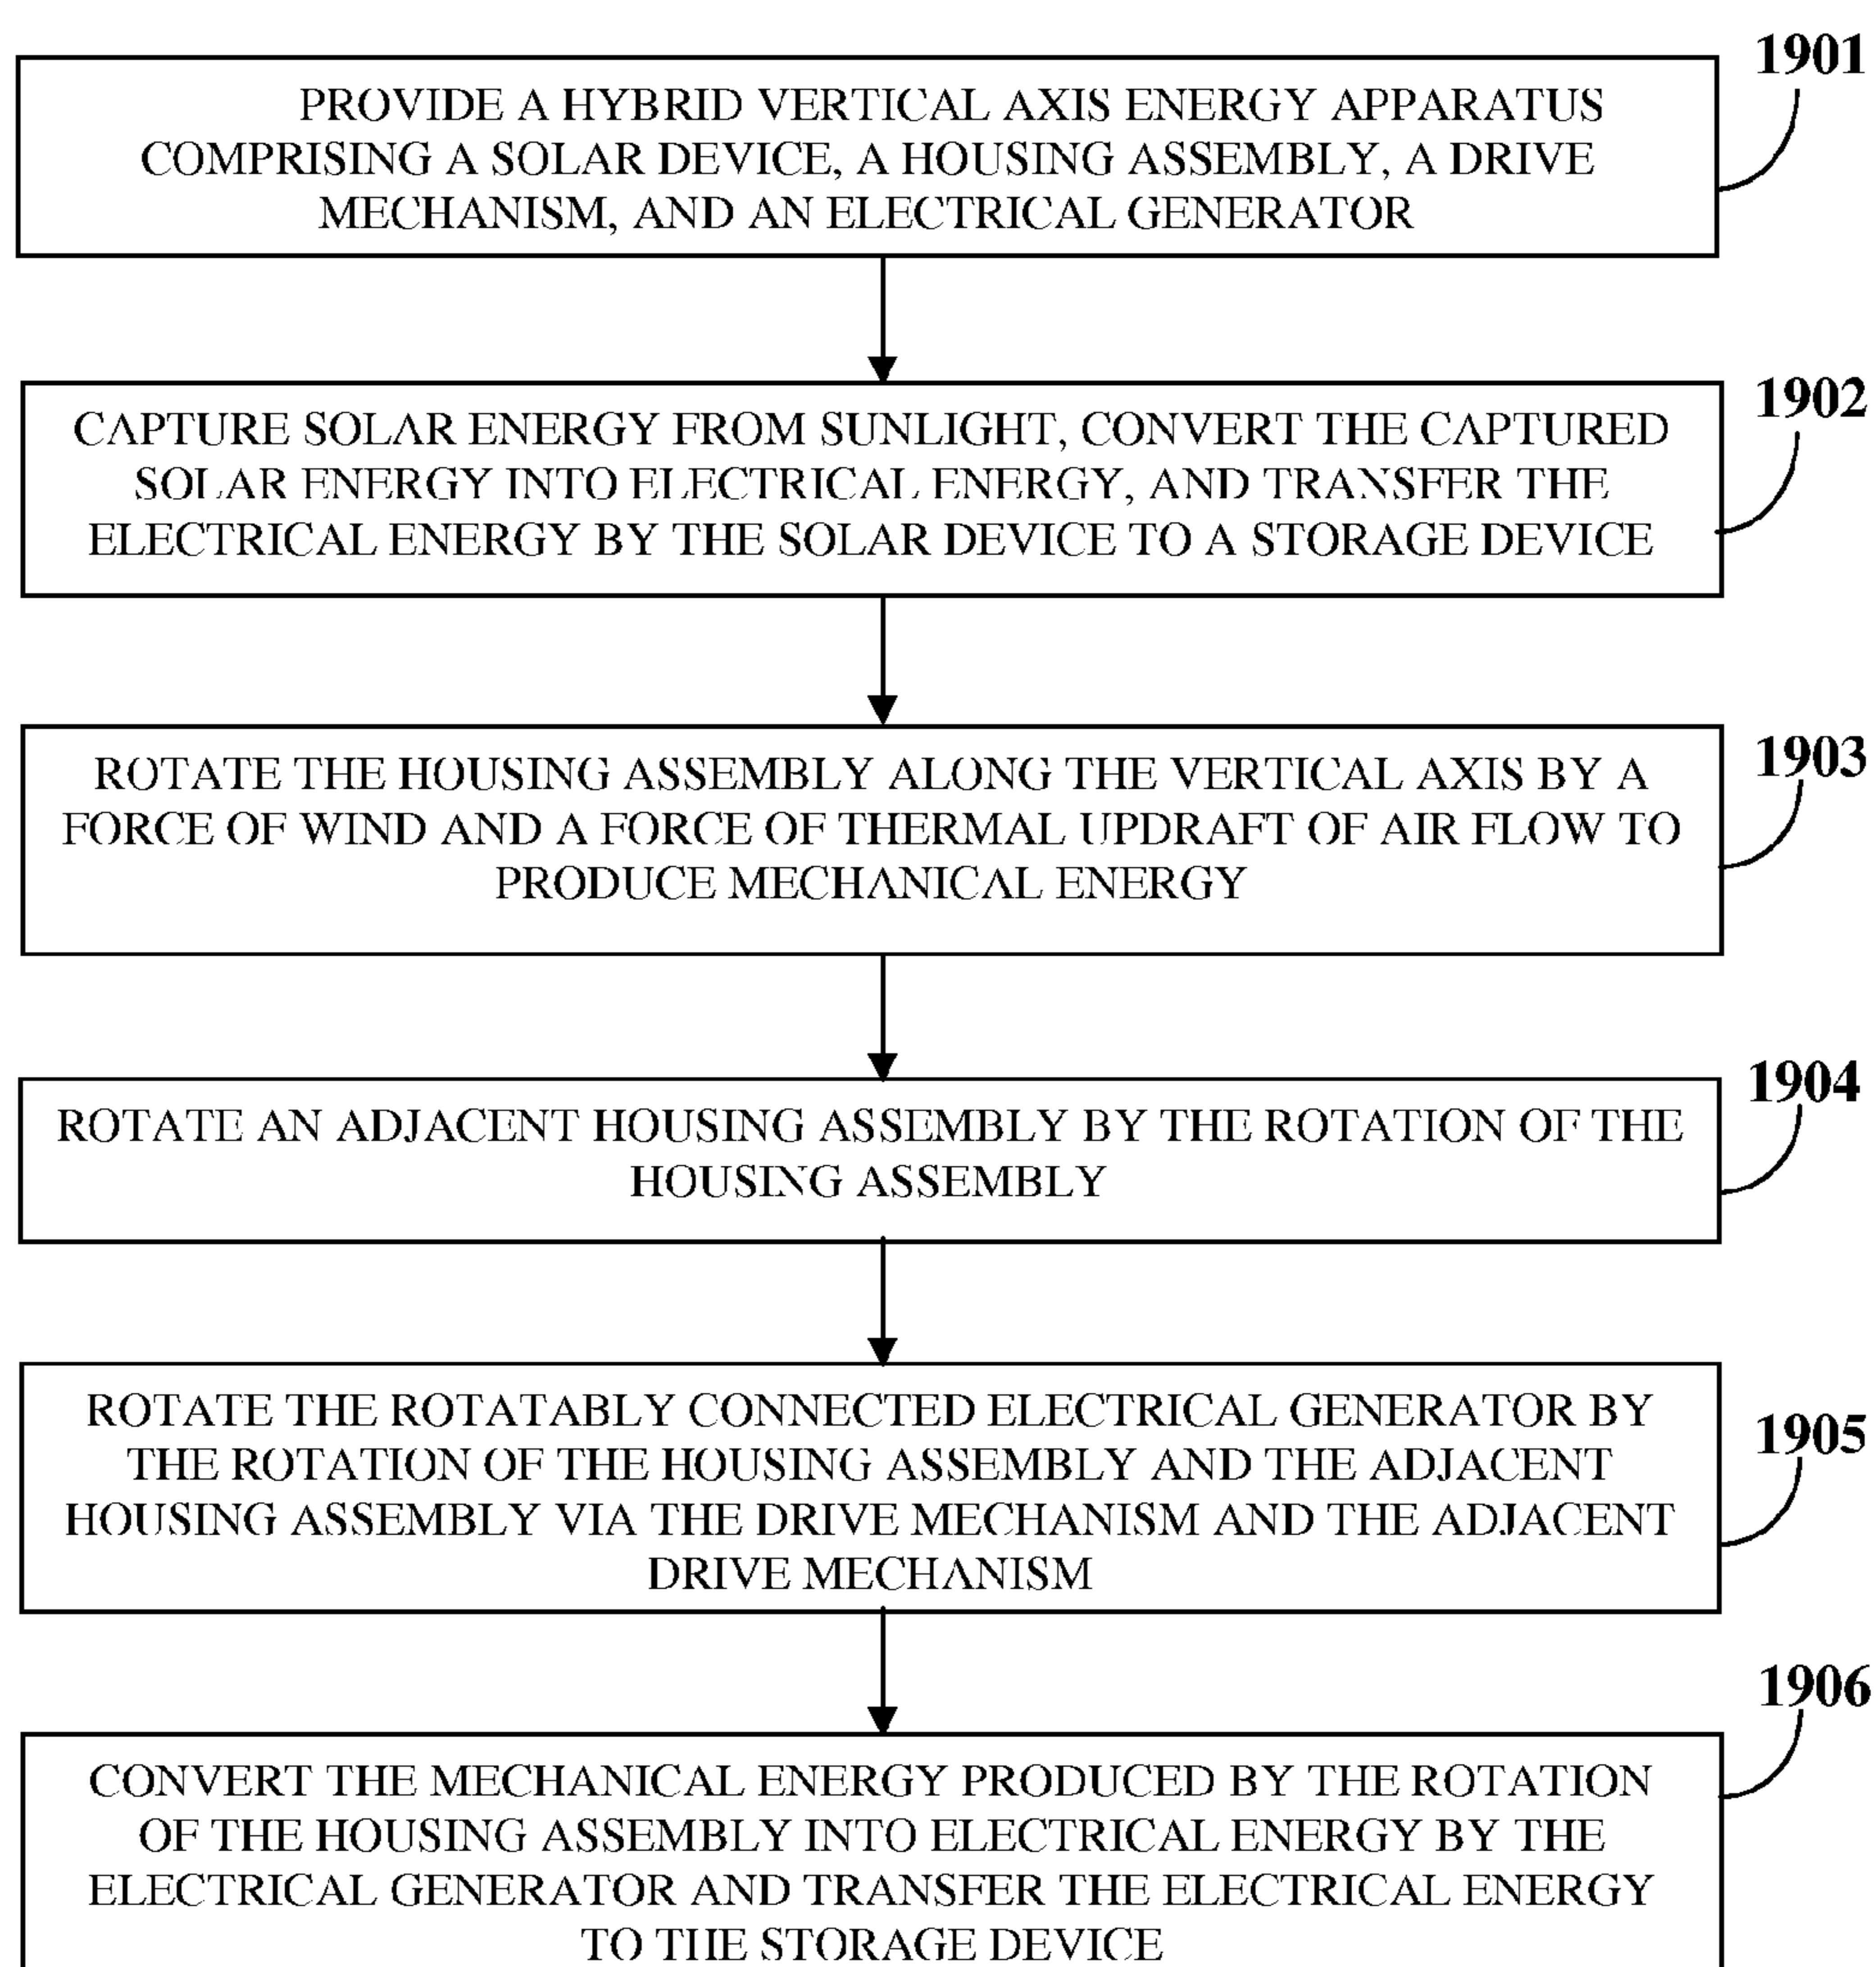 1901
PROVIDE A HYBRID VERTICAL AXIS ENERGY APPARATUS
COMPRISING A SOLAR DEVICE, A HOUSING ASSEMBLY, A DRIVE
MECHANISM, AND AN ELECTRICAL GENERATOR
1902
CAPTURE SOLAR ENERGY FROM SUNLIGHT, CONVERT THE CAPTURED
SOLAR ENERGY INTO ELECTRICAL ENERGY, AND TRANSFER THE
ELECTRICAL ENERGY BY THE SOLAR DEVICE TO A STORAGE DEVICE
1903
ROTATE THE HOUSING ASSEMBLY ALONG THE VERTICAL AXIS BY A
FORCE OF WIND AND A FORCE OF THERMAL UPDRAFT OF AIR FLOW TO
PRODUCE MECHANICAL ENERGY
1904
ROTATE AN ADJACENT HOUSING ASSEMBLY BY THE ROTATION OF THE
HOUSING ASSEMBLY
1905
ROTATE THE ROTATABLY CONNECTED ELECTRICAL GENERATOR BY
THE ROTATION OF THE HOUSING ASSEMBLY AND THE ADJACENT
HOUSING ASSEMBLY VIA THE DRIVE MECHANISM AND THE ADJACENT
DRIVE MECHANISM
1906
CONVERT THE MECHANICAL ENERGY PRODUCED BY THE ROTATION
OF THE HOUSING ASSEMBLY INTO ELECTRICAL ENERGY BY THE
ELECTRICAL GENERATOR AND TRANSFER THE ELECTRICAL ENERGY
TO THE STORAGE DEVICE